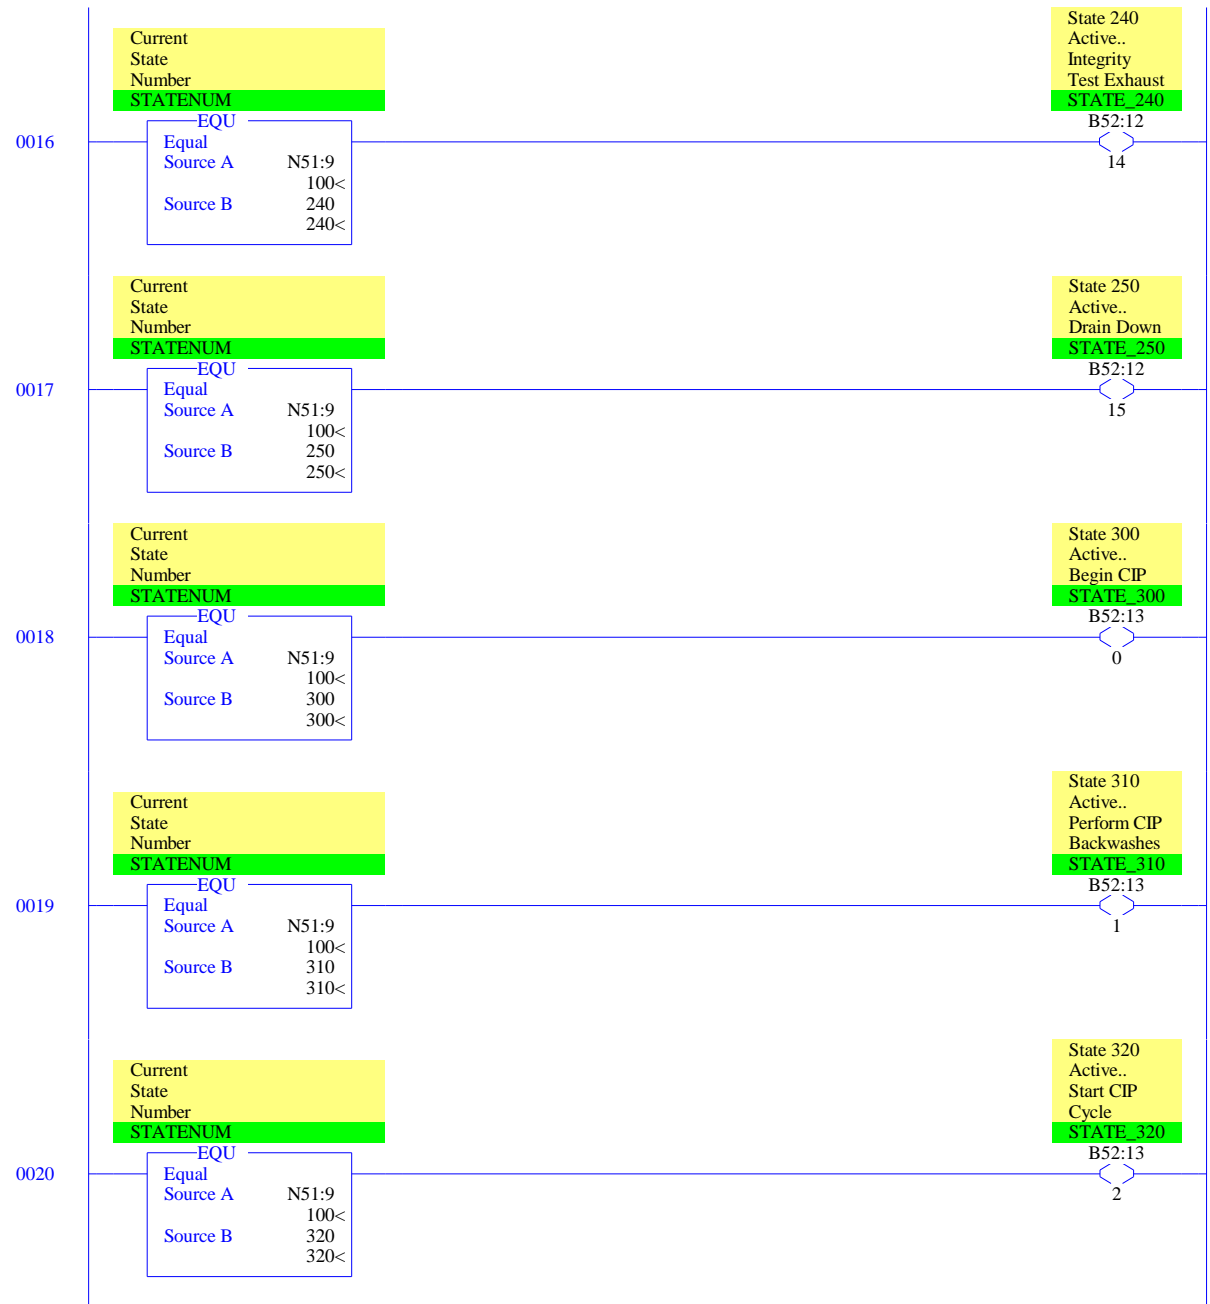 State 240
Current
Active..
State
Integrity
Number
Test Exhaust
STATENUM
STATE_240
EQU
B52:12
0016
Equal
Source A N51:9
14
100<
Source B 240
240<
Current
State 250
State
Active..
Number
Drain Down
STATENUM
STATE_250
EQU
B52:12
0017
Equal
Source A N51:9
15
100<
Source B 250
250<
Current
State 300
State
Active..
Number
Begin CIP
STATENUM
STATE_300
EQU
B52:13
0018
Equal
Source A N51:9
0
100<
Source B 300
300<
State 310
Current
Active..
State
Perform CIP
Number
Backwashes
STATENUM
STATE_310
EQU
B52:13
0019
Equal
Source A N51:9
1
100<
Source B 310
310<
State 320
Current
Active..
State
Start CIP
Number
Cycle
STATENUM
STATE_320
EQU
B52:13
0020
Equal
Source A N51:9
2
100<
Source B 320
320<